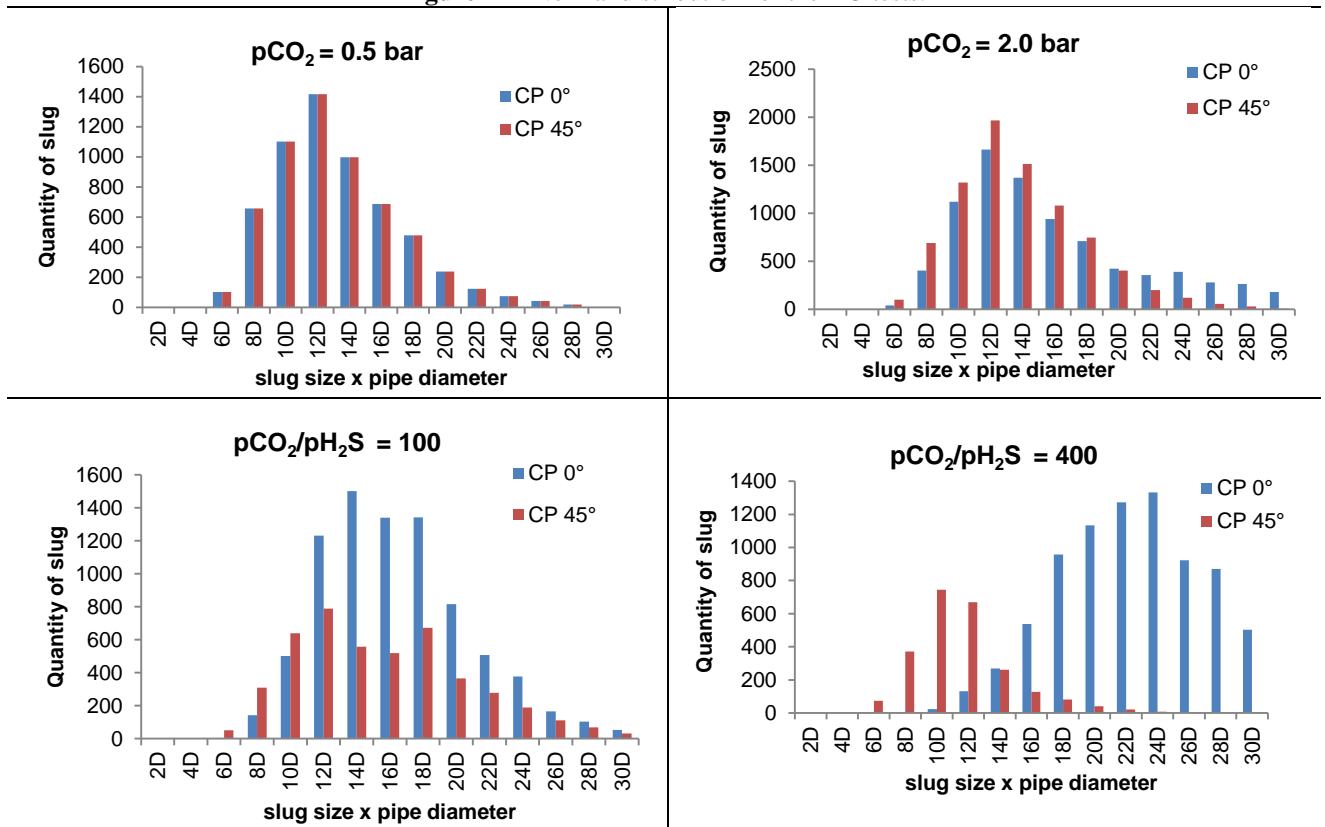 pCO₂ = 0.5 bar
1600
1400
1200
1000
800
600
400
200
0
Quantity of slug
CP 0°
CP 45°
2D 4D 6D 8D 10D 12D 14D 16D 18D 20D 22D 24D 26D 28D 30D
slug size x pipe diameter
pCO₂ = 2.0 bar
2500
2000
1500
1000
500
0
Quantity of slug
CP 0°
CP 45°
2D 4D 6D 8D 10D 12D 14D 16D 18D 20D 22D 24D 26D 28D 30D
slug size x pipe diameter
pCO₂/pH₂S = 100
1600
1400
1200
1000
800
600
400
200
0
Quantity of slug
CP 0°
CP 45°
2D 4D 6D 8D 10D 12D 14D 16D 18D 20D 22D 24D 26D 28D 30D
slug size x pipe diameter
pCO₂/pH₂S = 400
1400
1200
1000
800
600
400
200
0
Quantity of slug
CP 0°
CP 45°
2D 4D 6D 8D 10D 12D 14D 16D 18D 20D 22D 24D 26D 28D 30D
slug size x pipe diameter